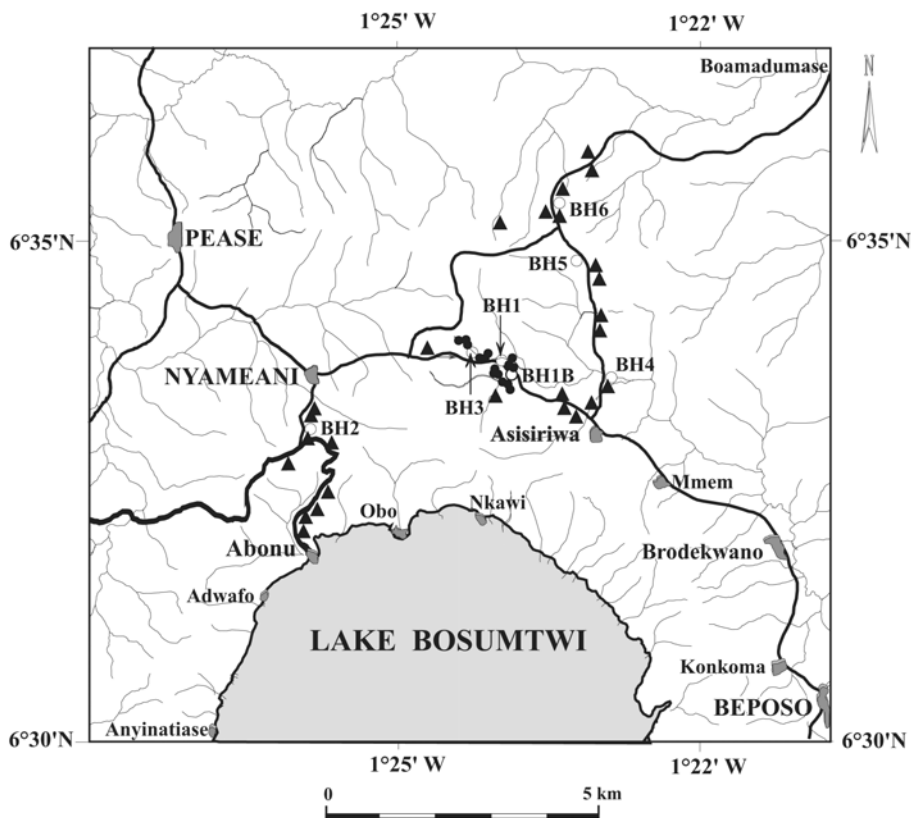 1°25' W
1°22' W
Boamadumase
N
BH6
6°35'N
PEASE
6°35'N
BH5
BH1
NYAMEANI
BH4
BH1B
BH3
BH2
Asisiriwa
Mmem
Nkawi
Obo
Abonu
Brodekwano
Adwafo
LAKE BOSUMTWI
Konkoma
BEPOSO
Anyinatiase
6°30'N
6°30'N
1°25' W
1°22' W
0
5 km